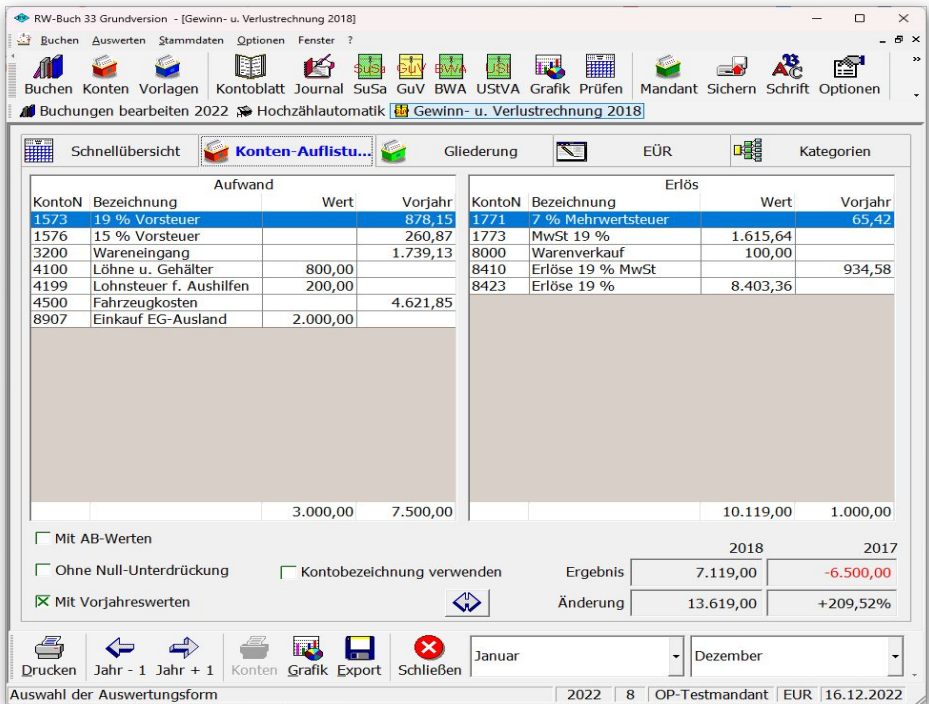 RW-Buch 33 Grundversion - [Gewinn- u. Verlustrechnung 2018]
Buchen Auswerten Stammdaten Optionen Fenster ?
SuSa GuV BWA USt
Buchen Konten Vorlagen Kontoblatt Journal SuSa GuV BWA UStVA Grafik Prüfen Mandant Sichern Schrift Optionen
Buchungen bearbeiten 2022 Hochzählautomatik Gewinn- u. Verlustrechnung 2018
Schnellübersicht Konten-Auflistu... Gliederung EÜR Kategorien
Aufwand
KontoN Bezeichnung Wert Vorjahr
1573 19 % Vorsteuer 878,15
1576 15 % Vorsteuer 260,87
3200 Wareneingang 1.739,13
4100 Löhne u. Gehälter 800,00
4199 Lohnsteuer f. Aushilfen 200,00
4500 Fahrzeugkosten 4.621,85
8907 Einkauf EG-Ausland 2.000,00
3.000,00 7.500,00
Erlös
KontoN Bezeichnung Wert Vorjahr
1771 7 % Mehrwertsteuer 65,42
1773 MwSt 19 % 1.615,64
8000 Warenverkauf 100,00
8410 Erlöse 19 % MwSt 934,58
8423 Erlöse 19 % 8.403,36
10.119,00 1.000,00
Mit AB-Werten
Ohne Null-Unterdrückung Kontobezeichnung verwenden
Mit Vorjahreswerten
2018 2017
Ergebnis 7.119,00 -6.500,00
Änderung 13.619,00 +209,52%
Drucken Jahr - 1 Jahr + 1 Konten Grafik Export Schließen Januar Dezember
Auswahl der Auswertungsform 2022 8 OP-Testmandant EUR 16.12.2022